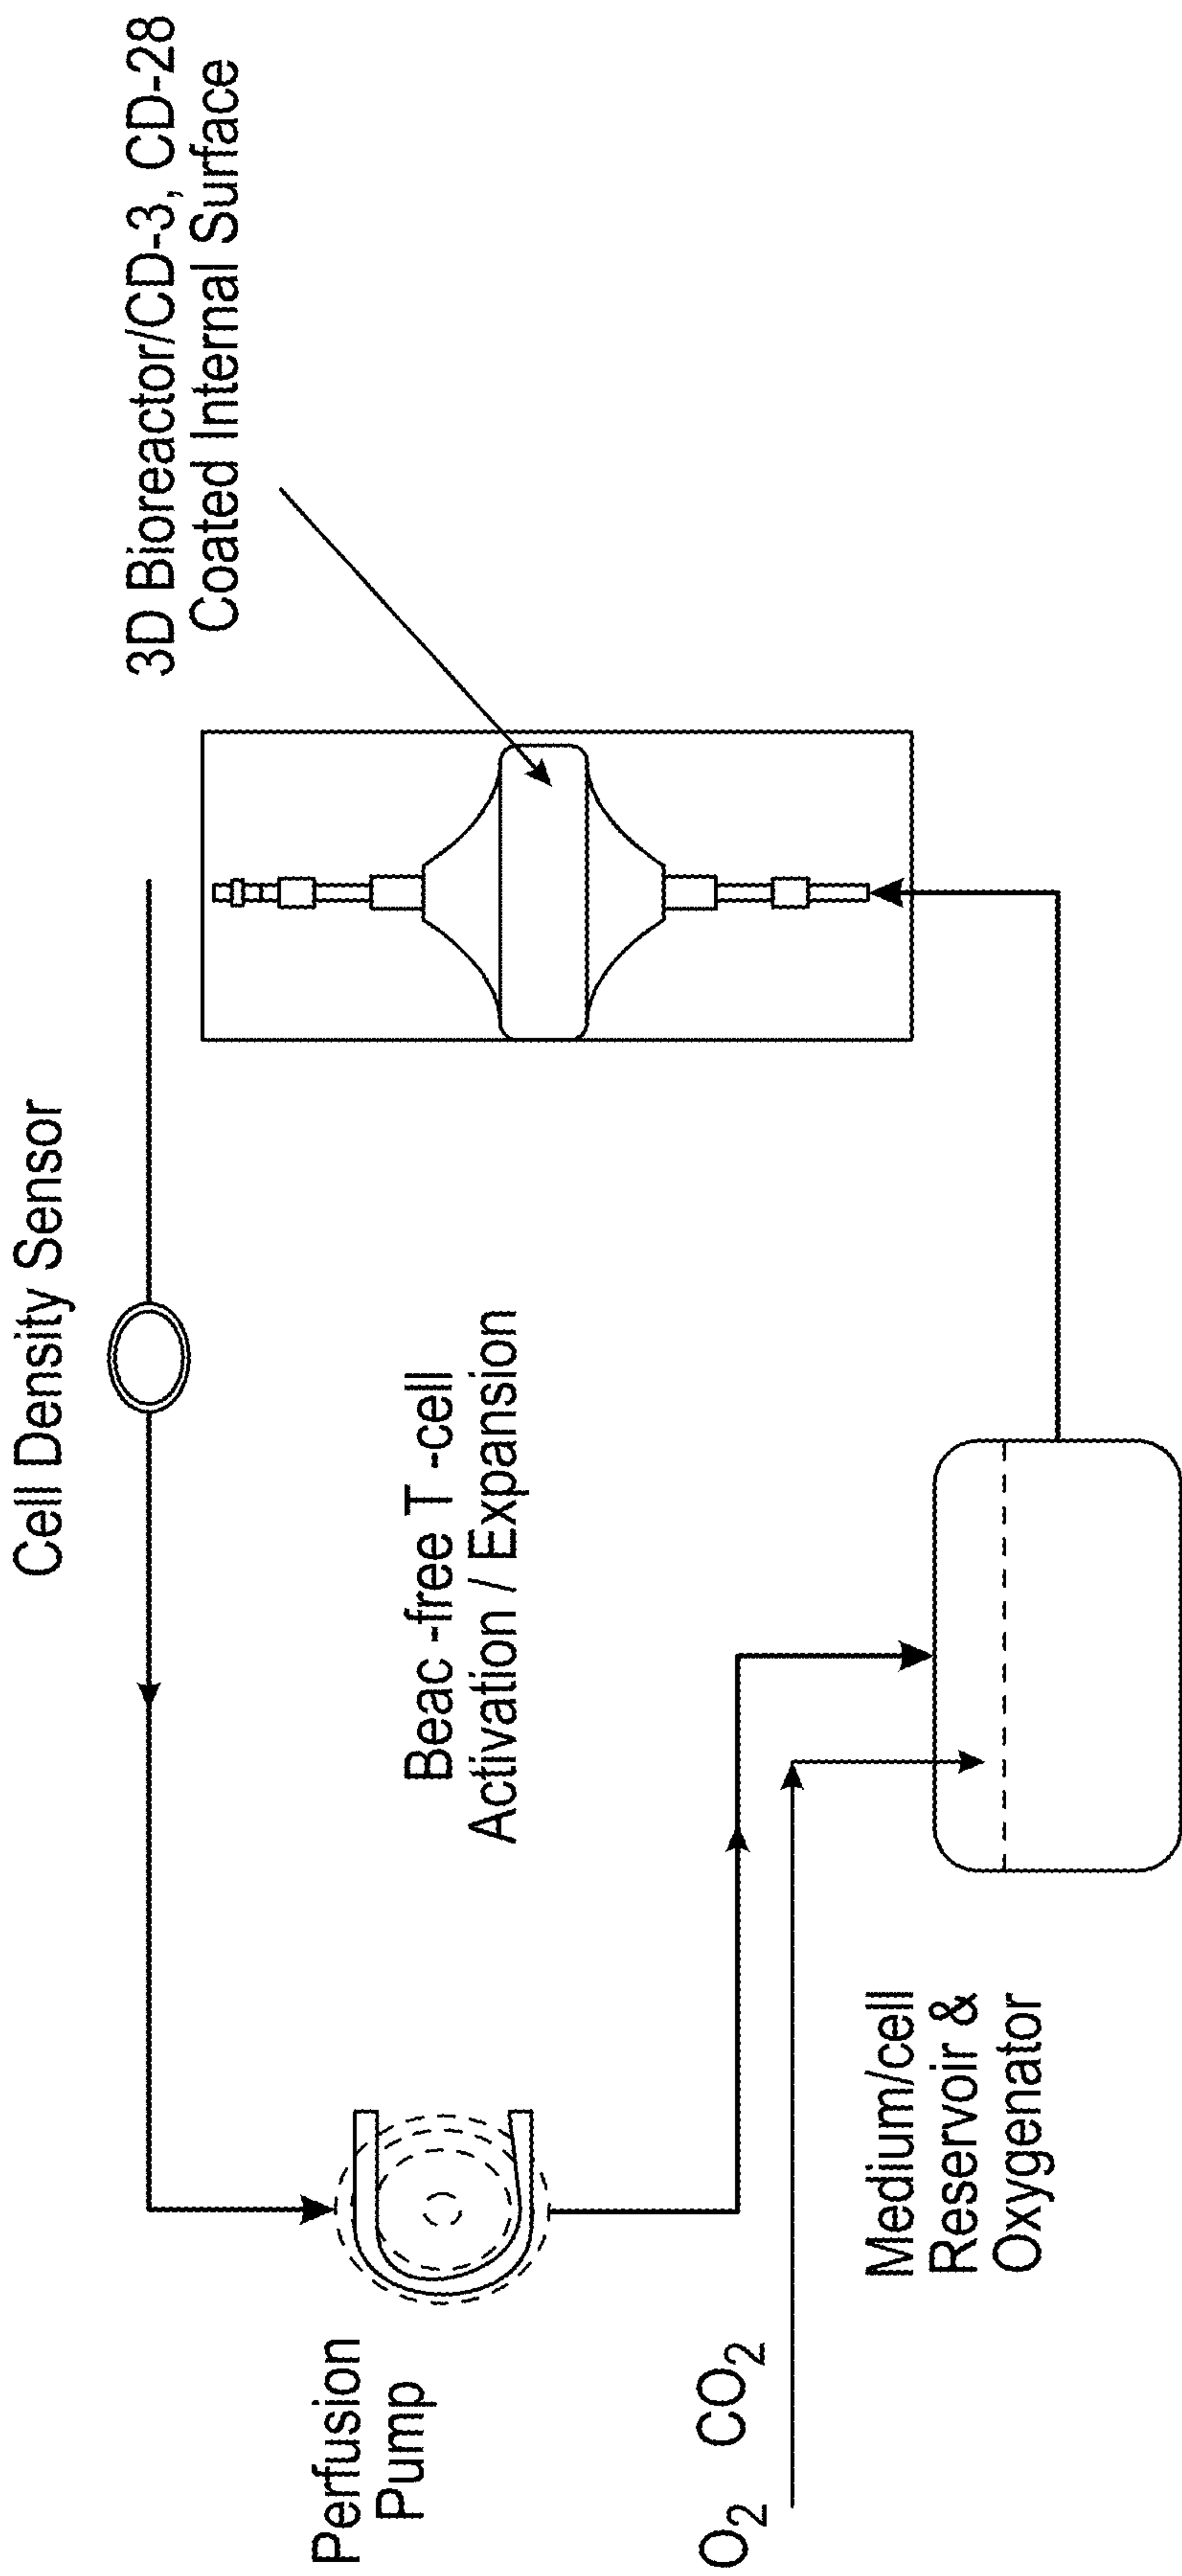 Cell Density Sensor
3D Bioreactor/CD-3, CD-28
Coated Internal Surface
Perfusion
Pump
Beac -free T -cell
Activation / Expansion
O2 CO2
Medium/cell
Reservoir &
Oxygenator